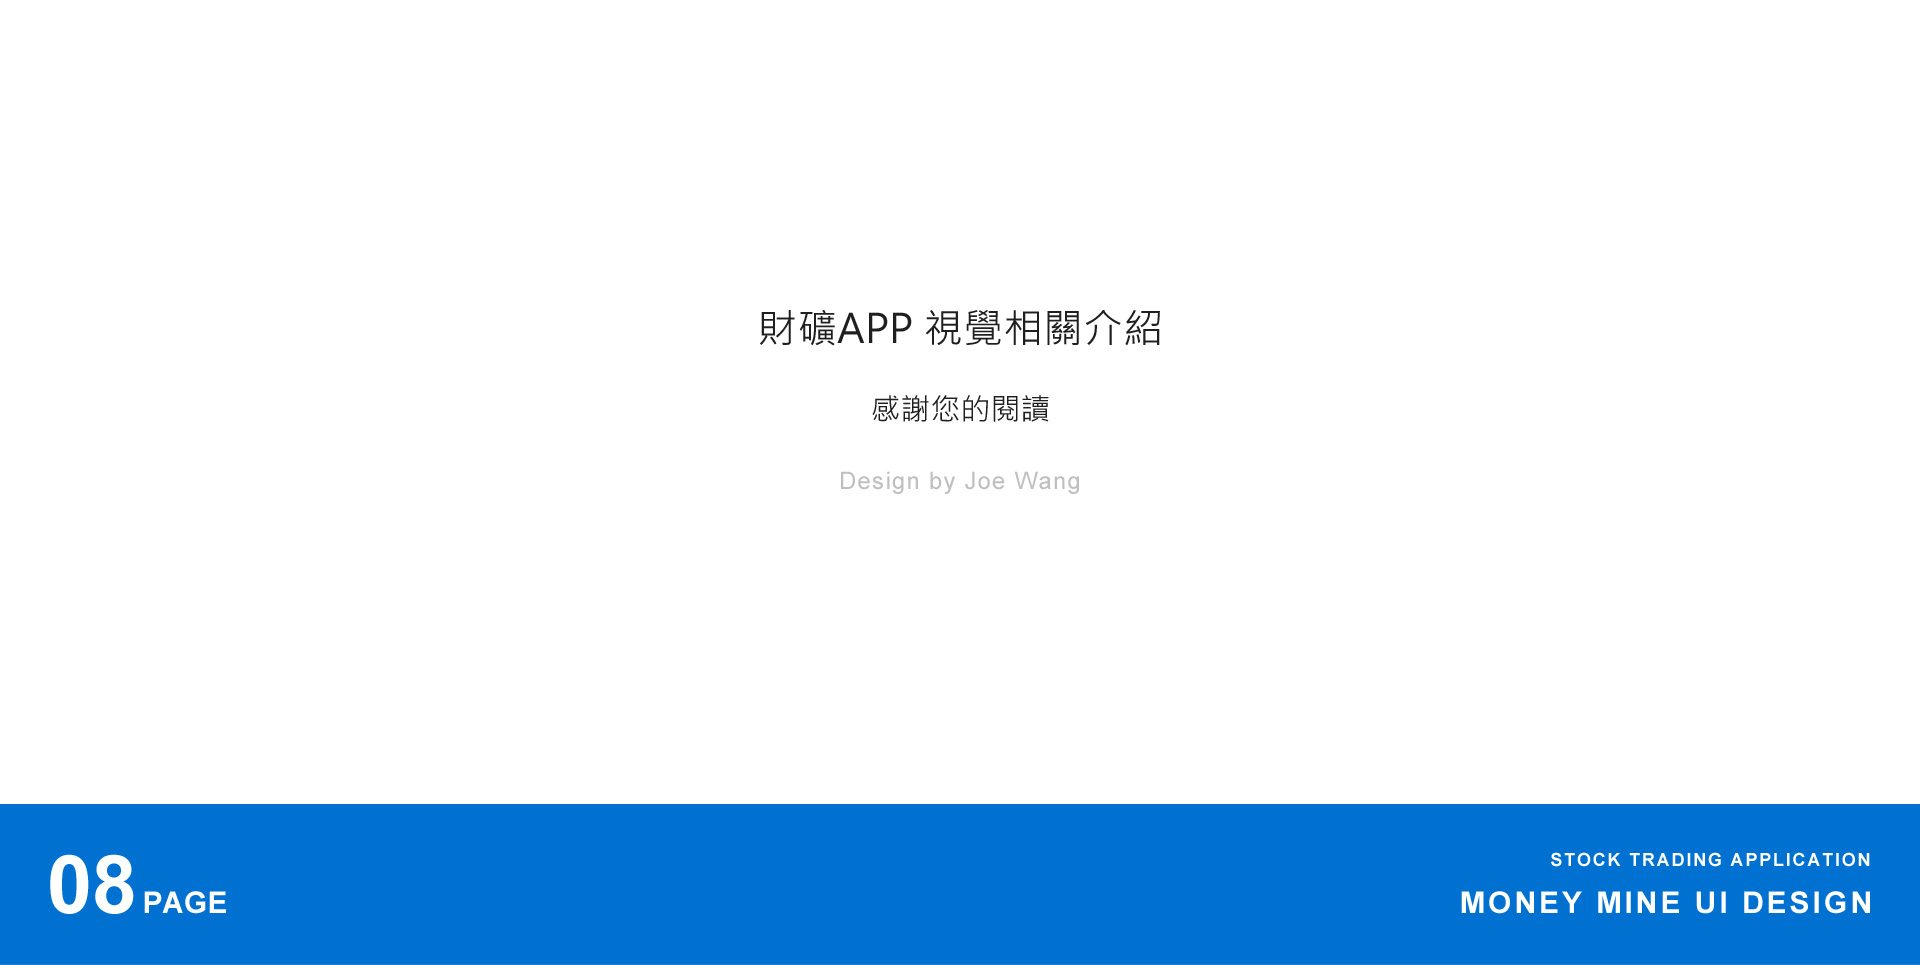 財礦APP 視覺相關介紹
感謝您的閱讀
Design by Joe Wang
08 PAGE
STOCK TRADING APPLICATION
MONEY MINE UI DESIGN